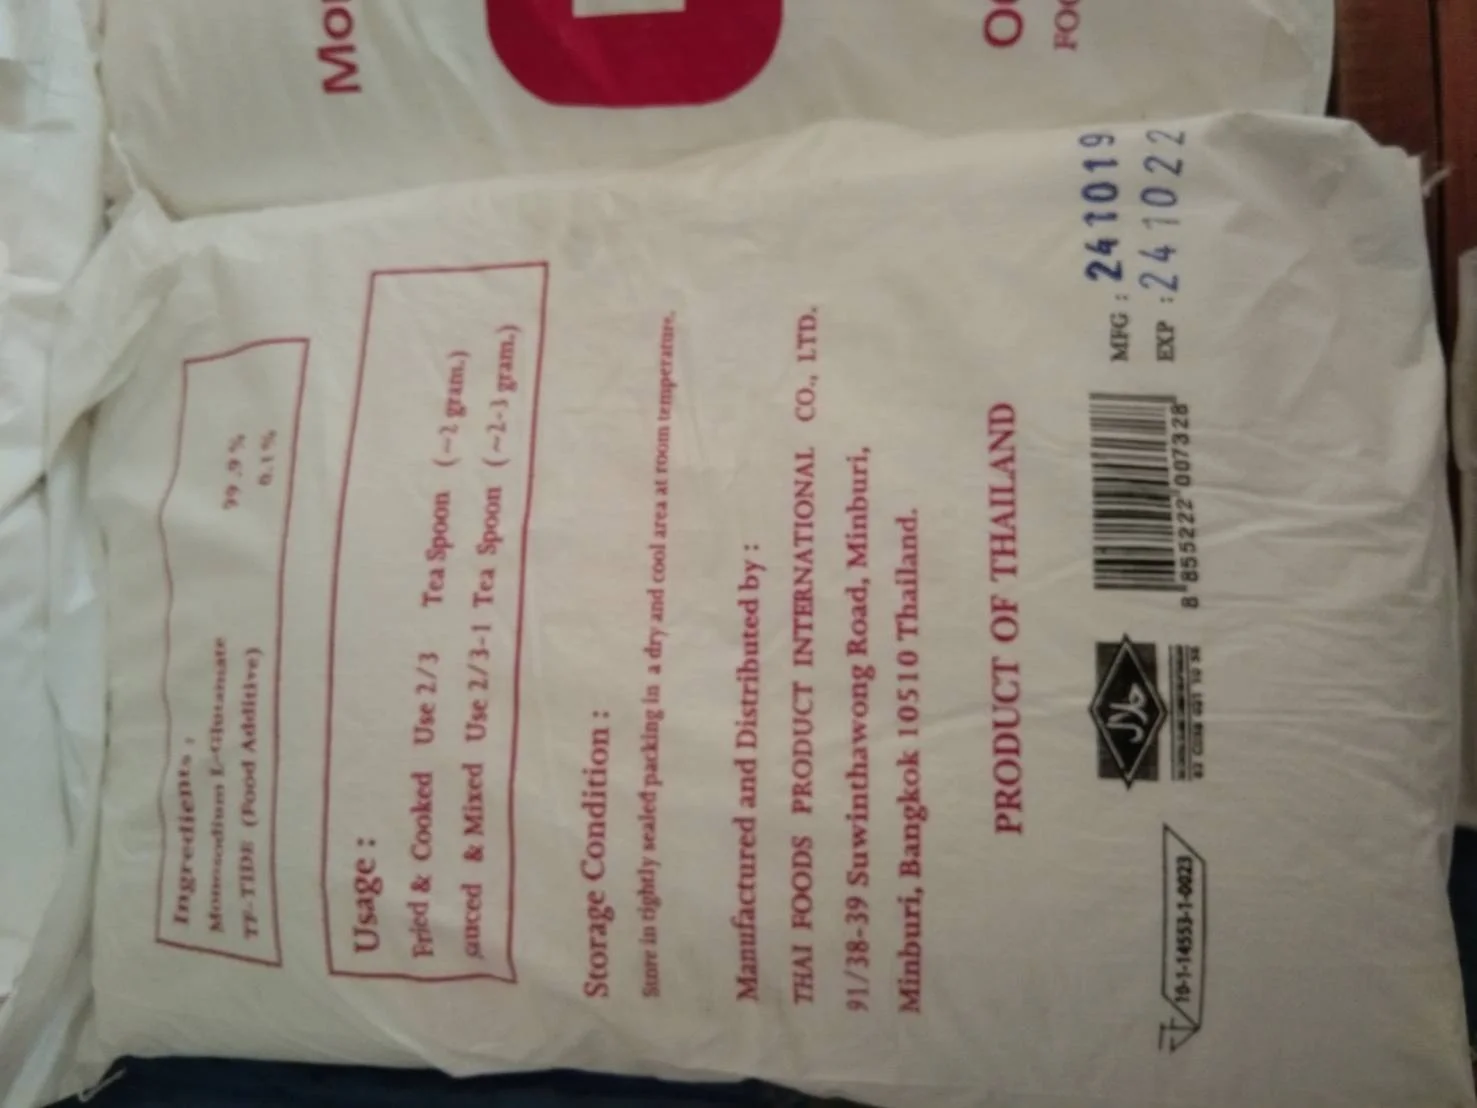 Mo
O
FOO
Ingredients :
Monosodium L-Glutamate 99.9%
TP-TIDE (Food Additive) 0.1%
Usage :
Fried & Cooked Use 2/3 Tea Spoon (~2 gram.)
sauced & Mixed Use 2/3-1 Tea Spoon (~2-3 gram.)
Storage Condition :
Store in tightly sealed packing in a dry and cool area at room temperature.
Manufactured and Distributed by :
THAI FOODS PRODUCT INTERNATIONAL CO., LTD.
91/38-39 Suwinthawong Road, Minburi,
Minburi, Bangkok 10510 Thailand.
PRODUCT OF THAILAND
MFG : 241019
EXP : 241022
8 855222 007328
10-1-14553-1-0023